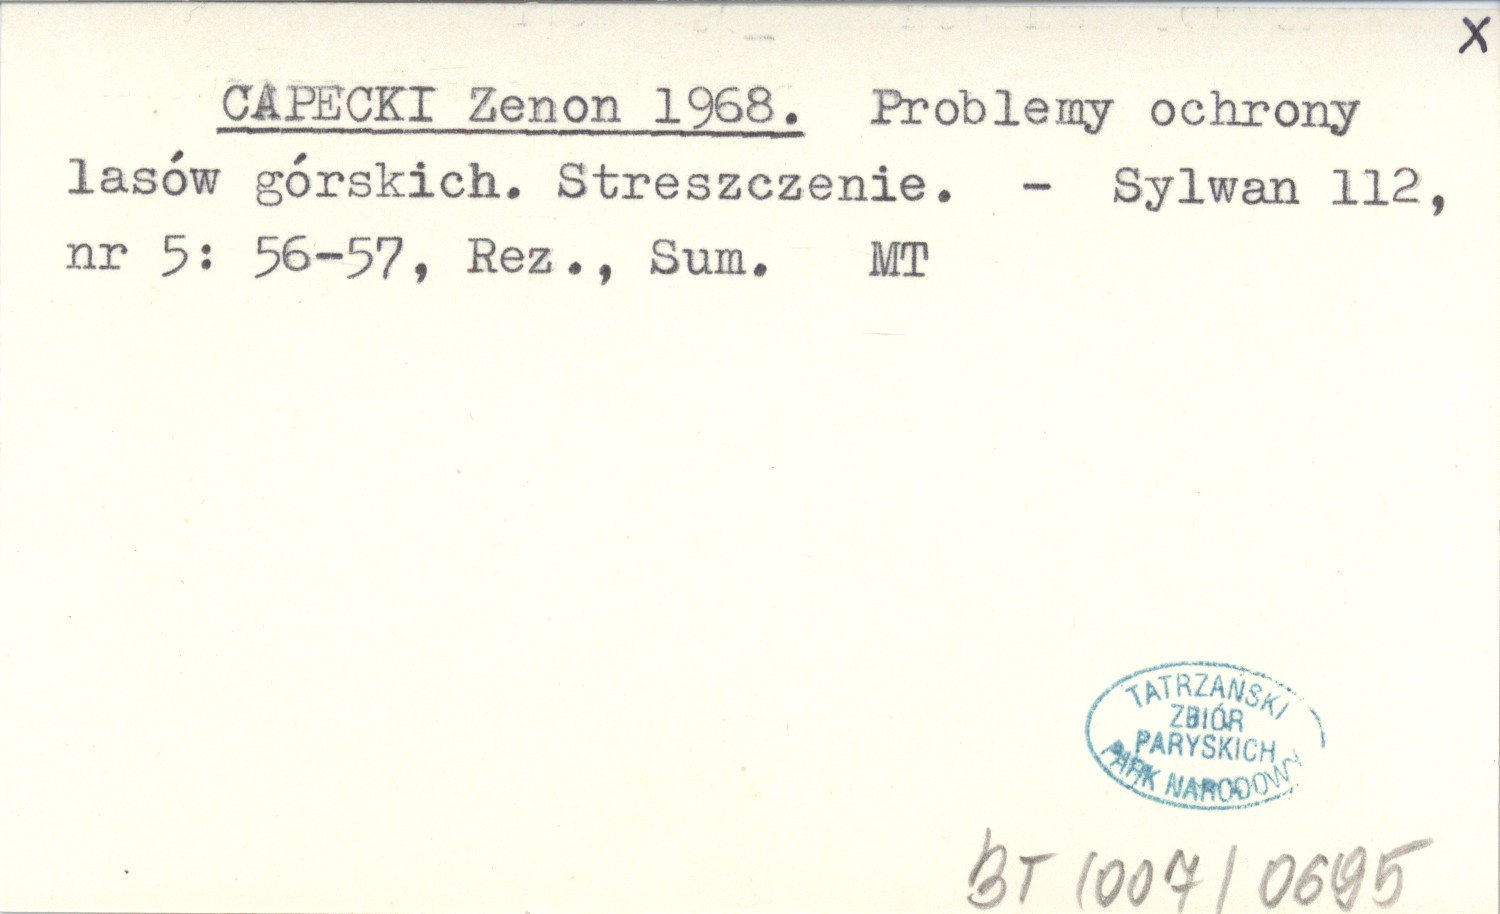 X
CAPECKI Zenon 1968. Problemy ochrony
lasów górskich. Streszczenie. - Sylwan 112,
nr 5: 56-57, Rez., Sum. MT
TATRZAŃSKI
ZBIÓR
PARYSKICH
PARK NARODOWY
BT 1007/0695